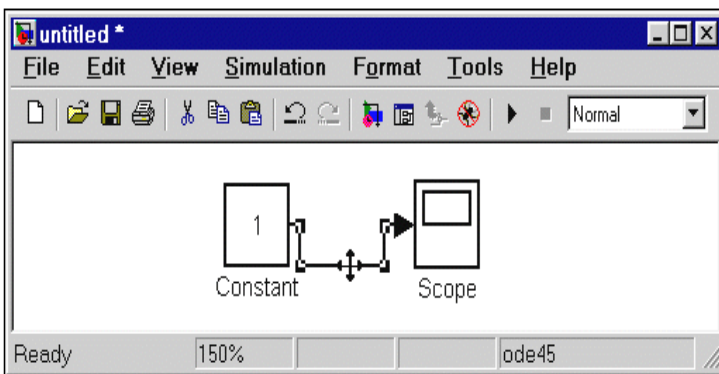 untitled *
File Edit View Simulation Format Tools Help
Normal
1
Constant Scope
Ready 150% ode45